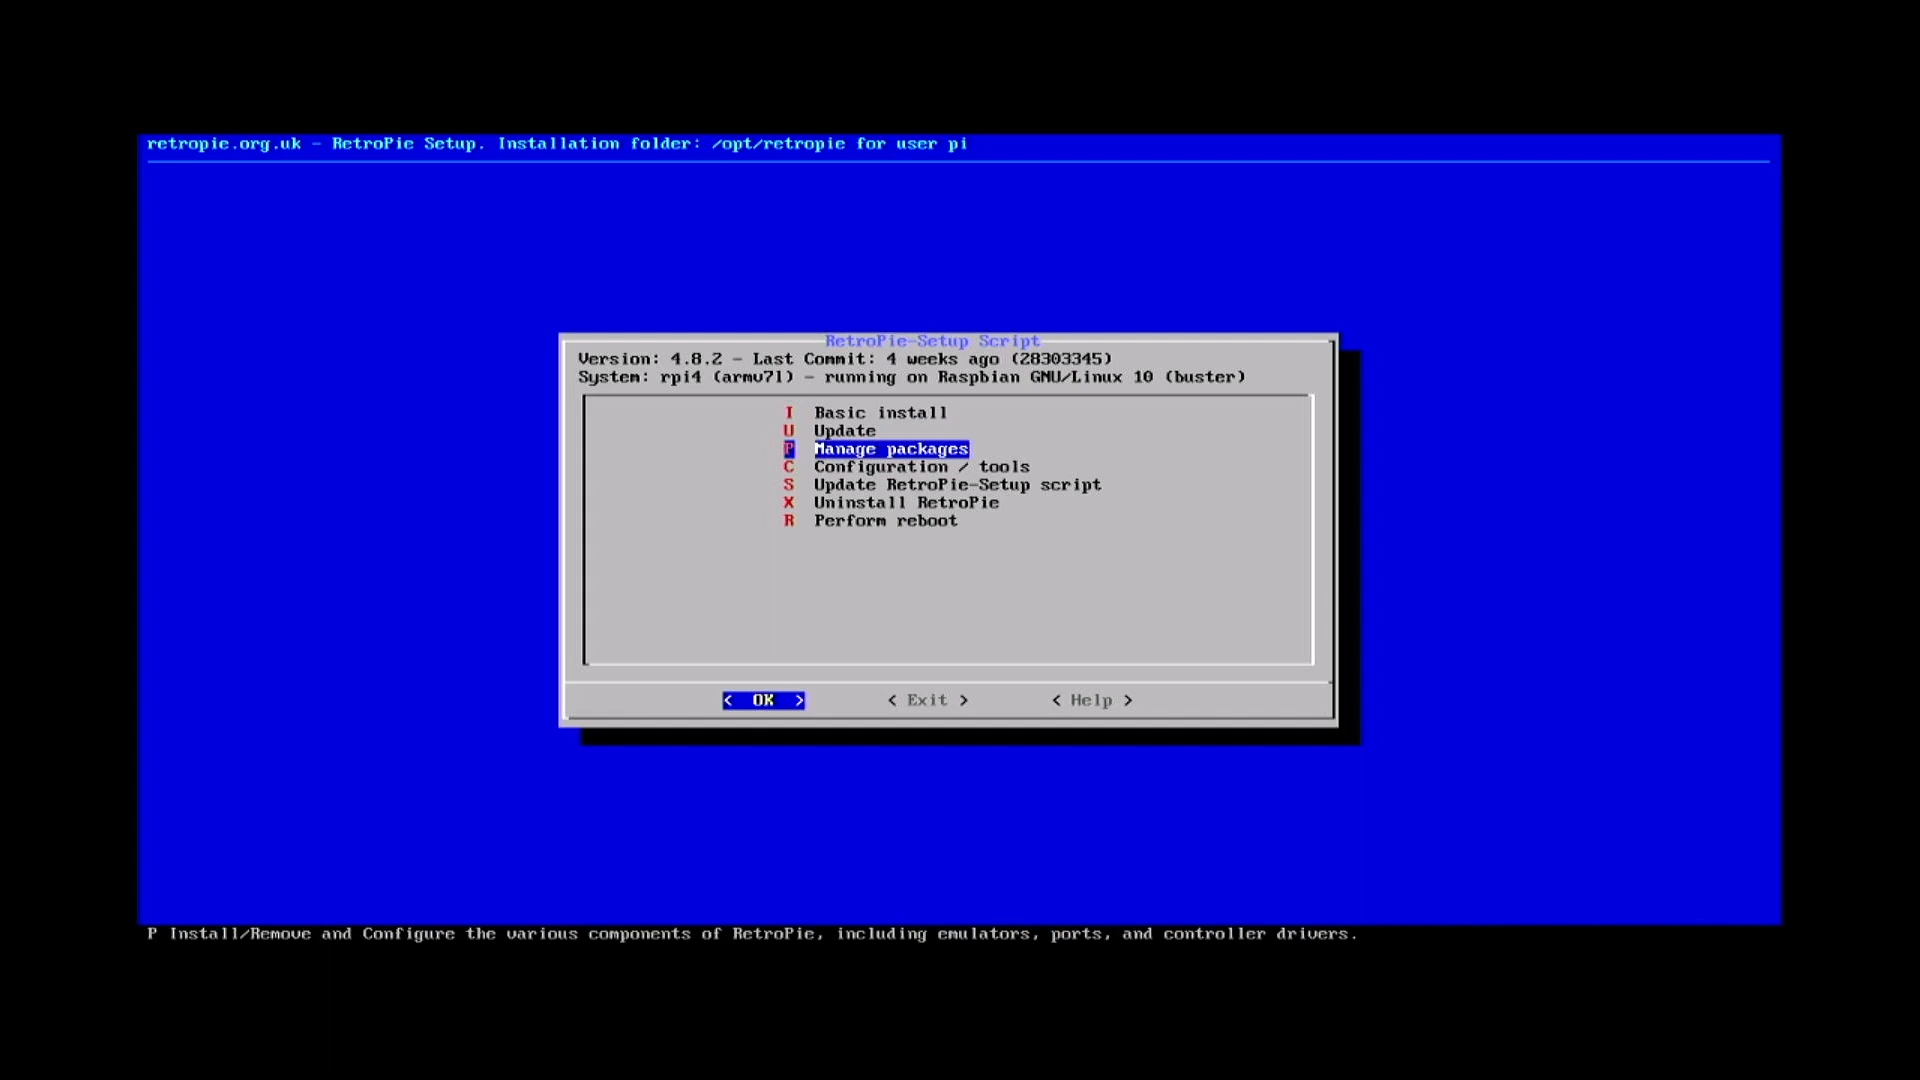 retropie.org.uk - RetroPie Setup. Installation folder: /opt/retropie for user pi
RetroPie-Setup Script
Version: 4.8.2 - Last Commit: 4 weeks ago (28303345)
System: rpi4 (armv7l) - running on Raspbian GNU/Linux 10 (buster)
I Basic install
U Update
P Manage packages
C Configuration / tools
S Update RetroPie-Setup script
X Uninstall RetroPie
R Perform reboot
< OK > < Exit > < Help >
P Install/Remove and Configure the various components of RetroPie, including emulators, ports, and controller drivers.